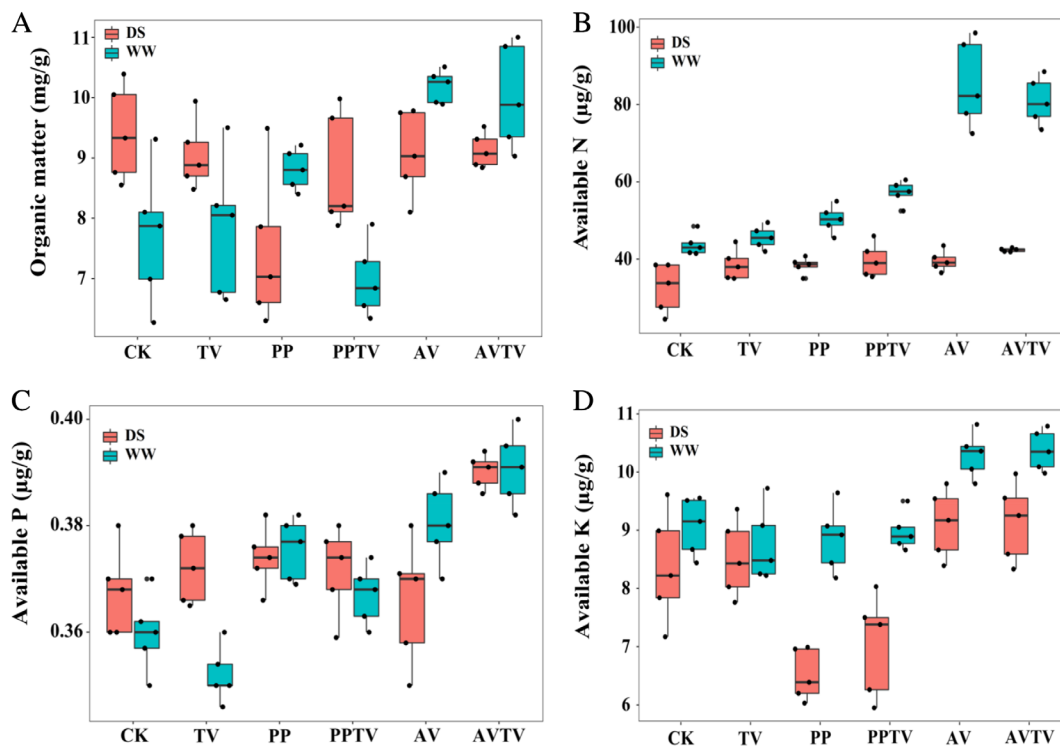 A
Organic matter (mg/g)
11
10
9
8
7
DS
WW
CK TV PP PPTV AV AVTV
B
Available N (µg/g)
100
80
60
40
DS
WW
CK TV PP PPTV AV AVTV
C
Available P (µg/g)
0.40
0.38
0.36
DS
WW
CK TV PP PPTV AV AVTV
D
Available K (µg/g)
11
10
9
8
7
6
DS
WW
CK TV PP PPTV AV AVTV